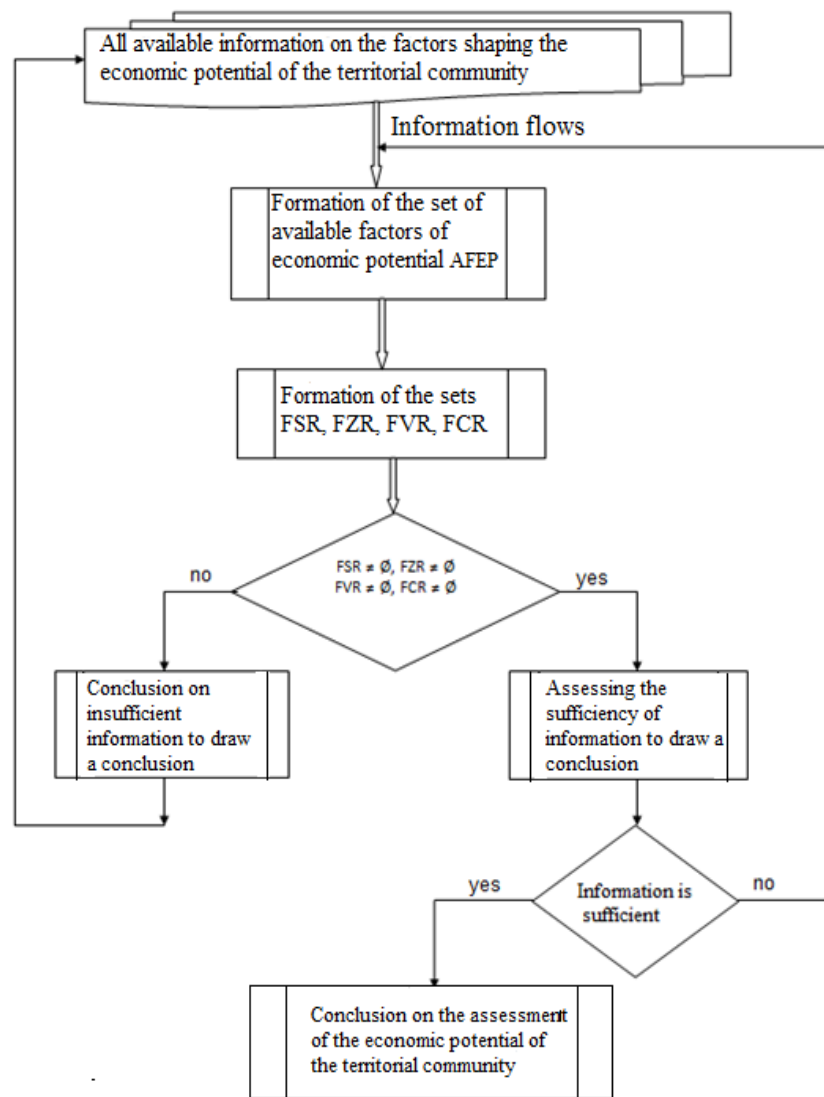 All available information on the factors shaping the
economic potential of the territorial community
Information flows
Formation of the set of
available factors of
economic potential AFEP
Formation of the sets
FSR, FZR, FVR, FCR
FSR ≠ Ø, FZR ≠ Ø
FVR ≠ Ø, FCR ≠ Ø
no
yes
Conclusion on
insufficient
information to draw
a conclusion
Assessing the
sufficiency of
information to draw a
conclusion
yes
Information is
sufficient
no
Conclusion on the assessment
of the economic potential of
the territorial community